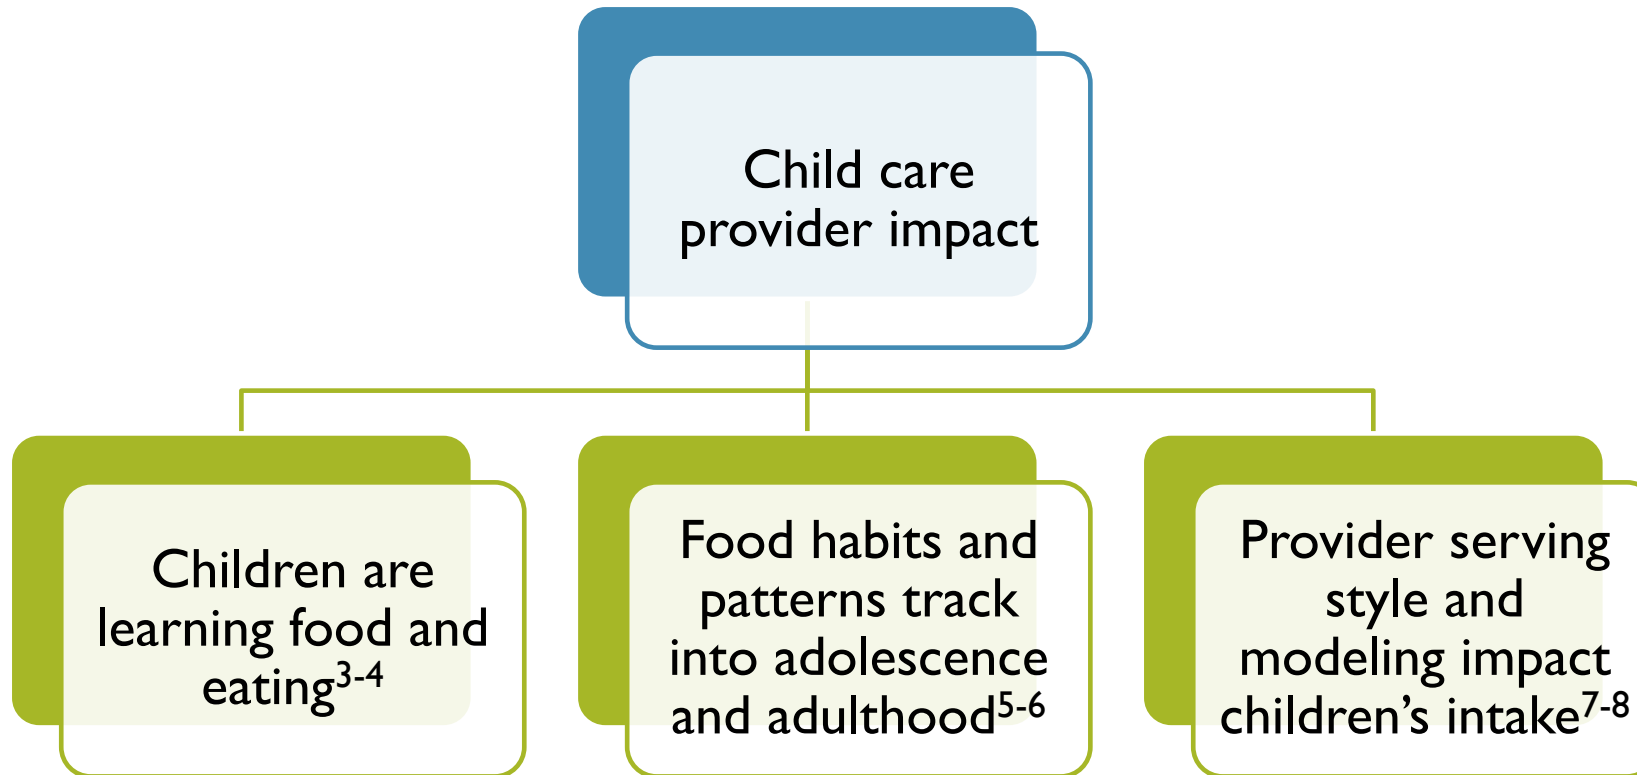 Child care
provider impact
Children are
learning food and
eating3-4
Food habits and
patterns track
into adolescence
and adulthood5-6
Provider serving
style and
modeling impact
children’s intake7-8